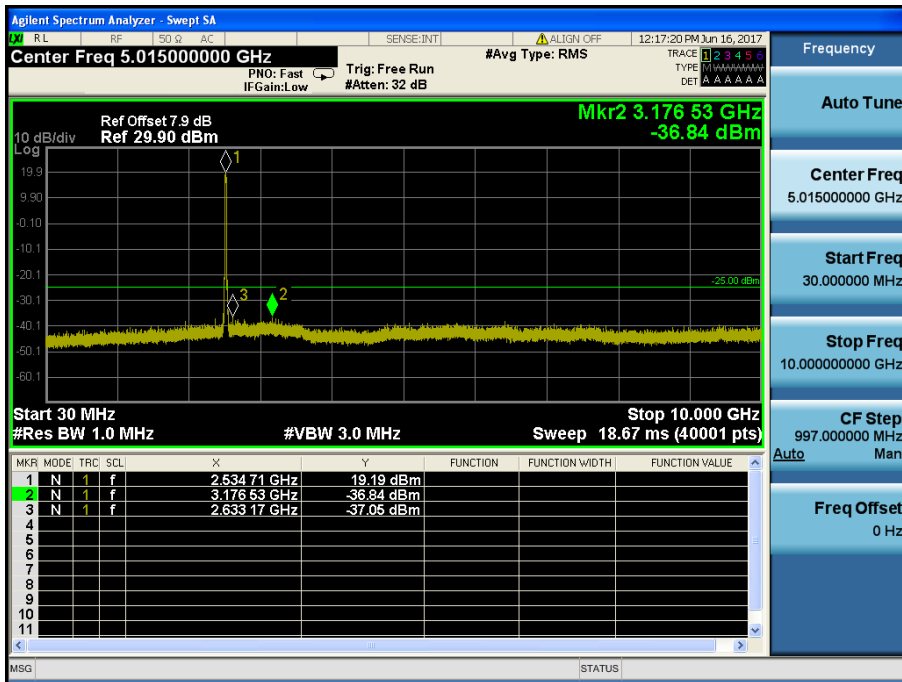 Agilent Spectrum Analyzer - Swept SA
LXI RL RF 50 Ω AC SENSE:INT ALIGN OFF 12:17:20 PM Jun 16, 2017
Center Freq 5.015000000 GHz
PNO: Fast
IFGain:Low
Trig: Free Run
#Atten: 32 dB
#Avg Type: RMS
TRACE 1 2 3 4 5 6
TYPE MWWWWW
DET A A A A A A
Mkr2 3.176 53 GHz
-36.84 dBm
Ref Offset 7.9 dB
10 dB/div Ref 29.90 dBm
Log
1
19.9
9.90
-0.10
-10.1
-20.1
-25.00 dBm
3
2
-30.1
-40.1
-50.1
-60.1
Start 30 MHz Stop 10.000 GHz
#Res BW 1.0 MHz #VBW 3.0 MHz Sweep 18.67 ms (40001 pts)
MKR MODE TRC SCL X Y FUNCTION FUNCTION WIDTH FUNCTION VALUE
1 N 1 f 2.534 71 GHz 19.19 dBm
2 N 1 f 3.176 53 GHz -36.84 dBm
3 N 1 f 2.633 17 GHz -37.05 dBm
4
5
6
7
8
9
10
11
MSG STATUS
Frequency
Auto Tune
Center Freq
5.015000000 GHz
Start Freq
30.000000 MHz
Stop Freq
10.000000000 GHz
CF Step
997.000000 MHz
Auto Man
Freq Offset
0 Hz